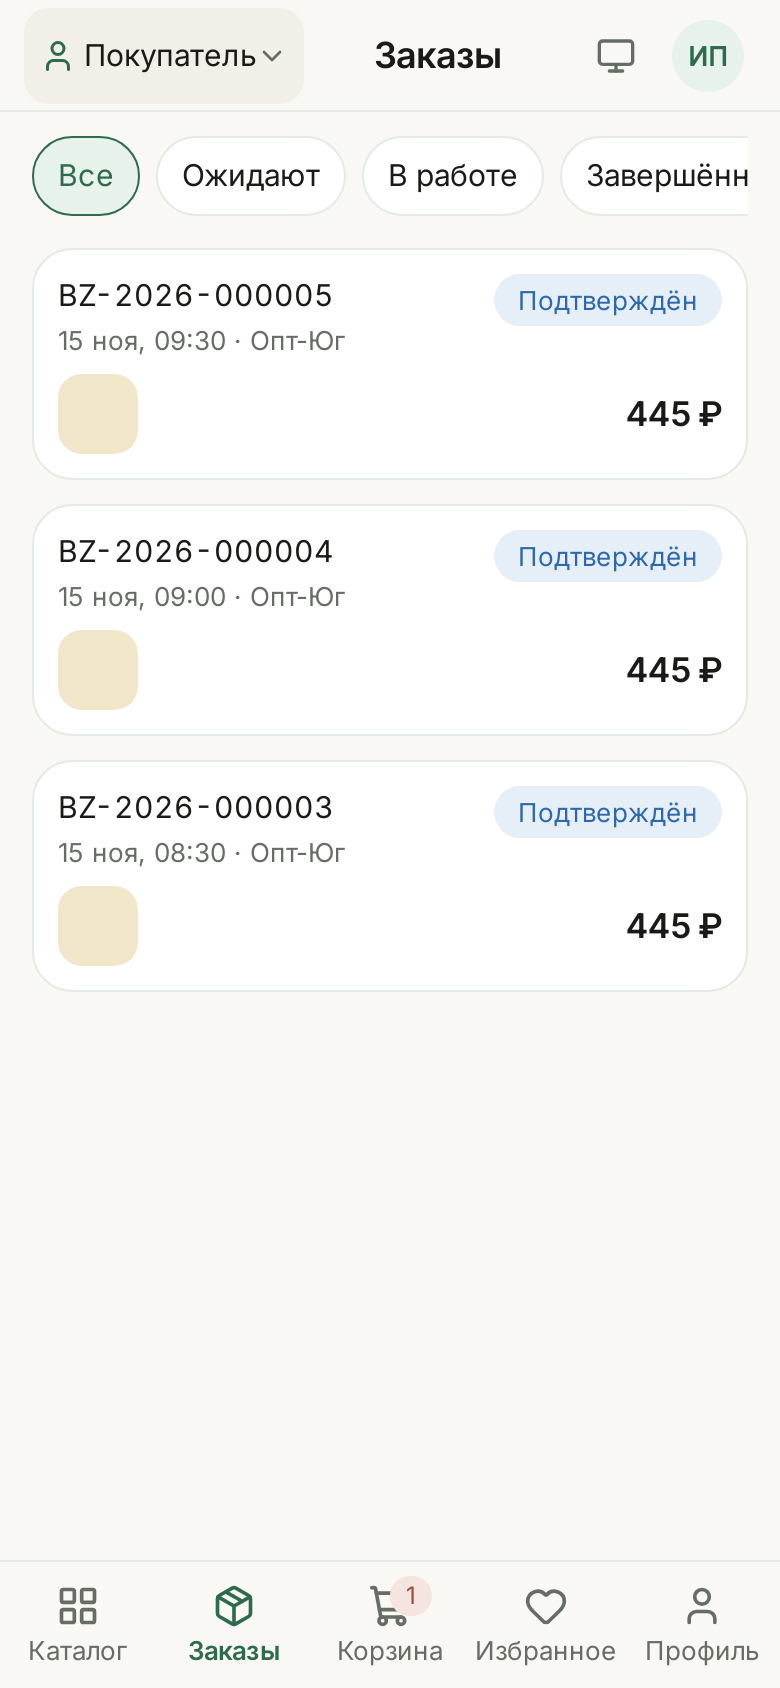 Покупатель
Заказы
ИП
Все
Ожидают
В работе
Завершённ
BZ-2026-000005
Подтверждён
15 ноя, 09:30 · Опт-Юг
445 ₽
BZ-2026-000004
Подтверждён
15 ноя, 09:00 · Опт-Юг
445 ₽
BZ-2026-000003
Подтверждён
15 ноя, 08:30 · Опт-Юг
445 ₽
1
Каталог
Заказы
Корзина
Избранное
Профиль